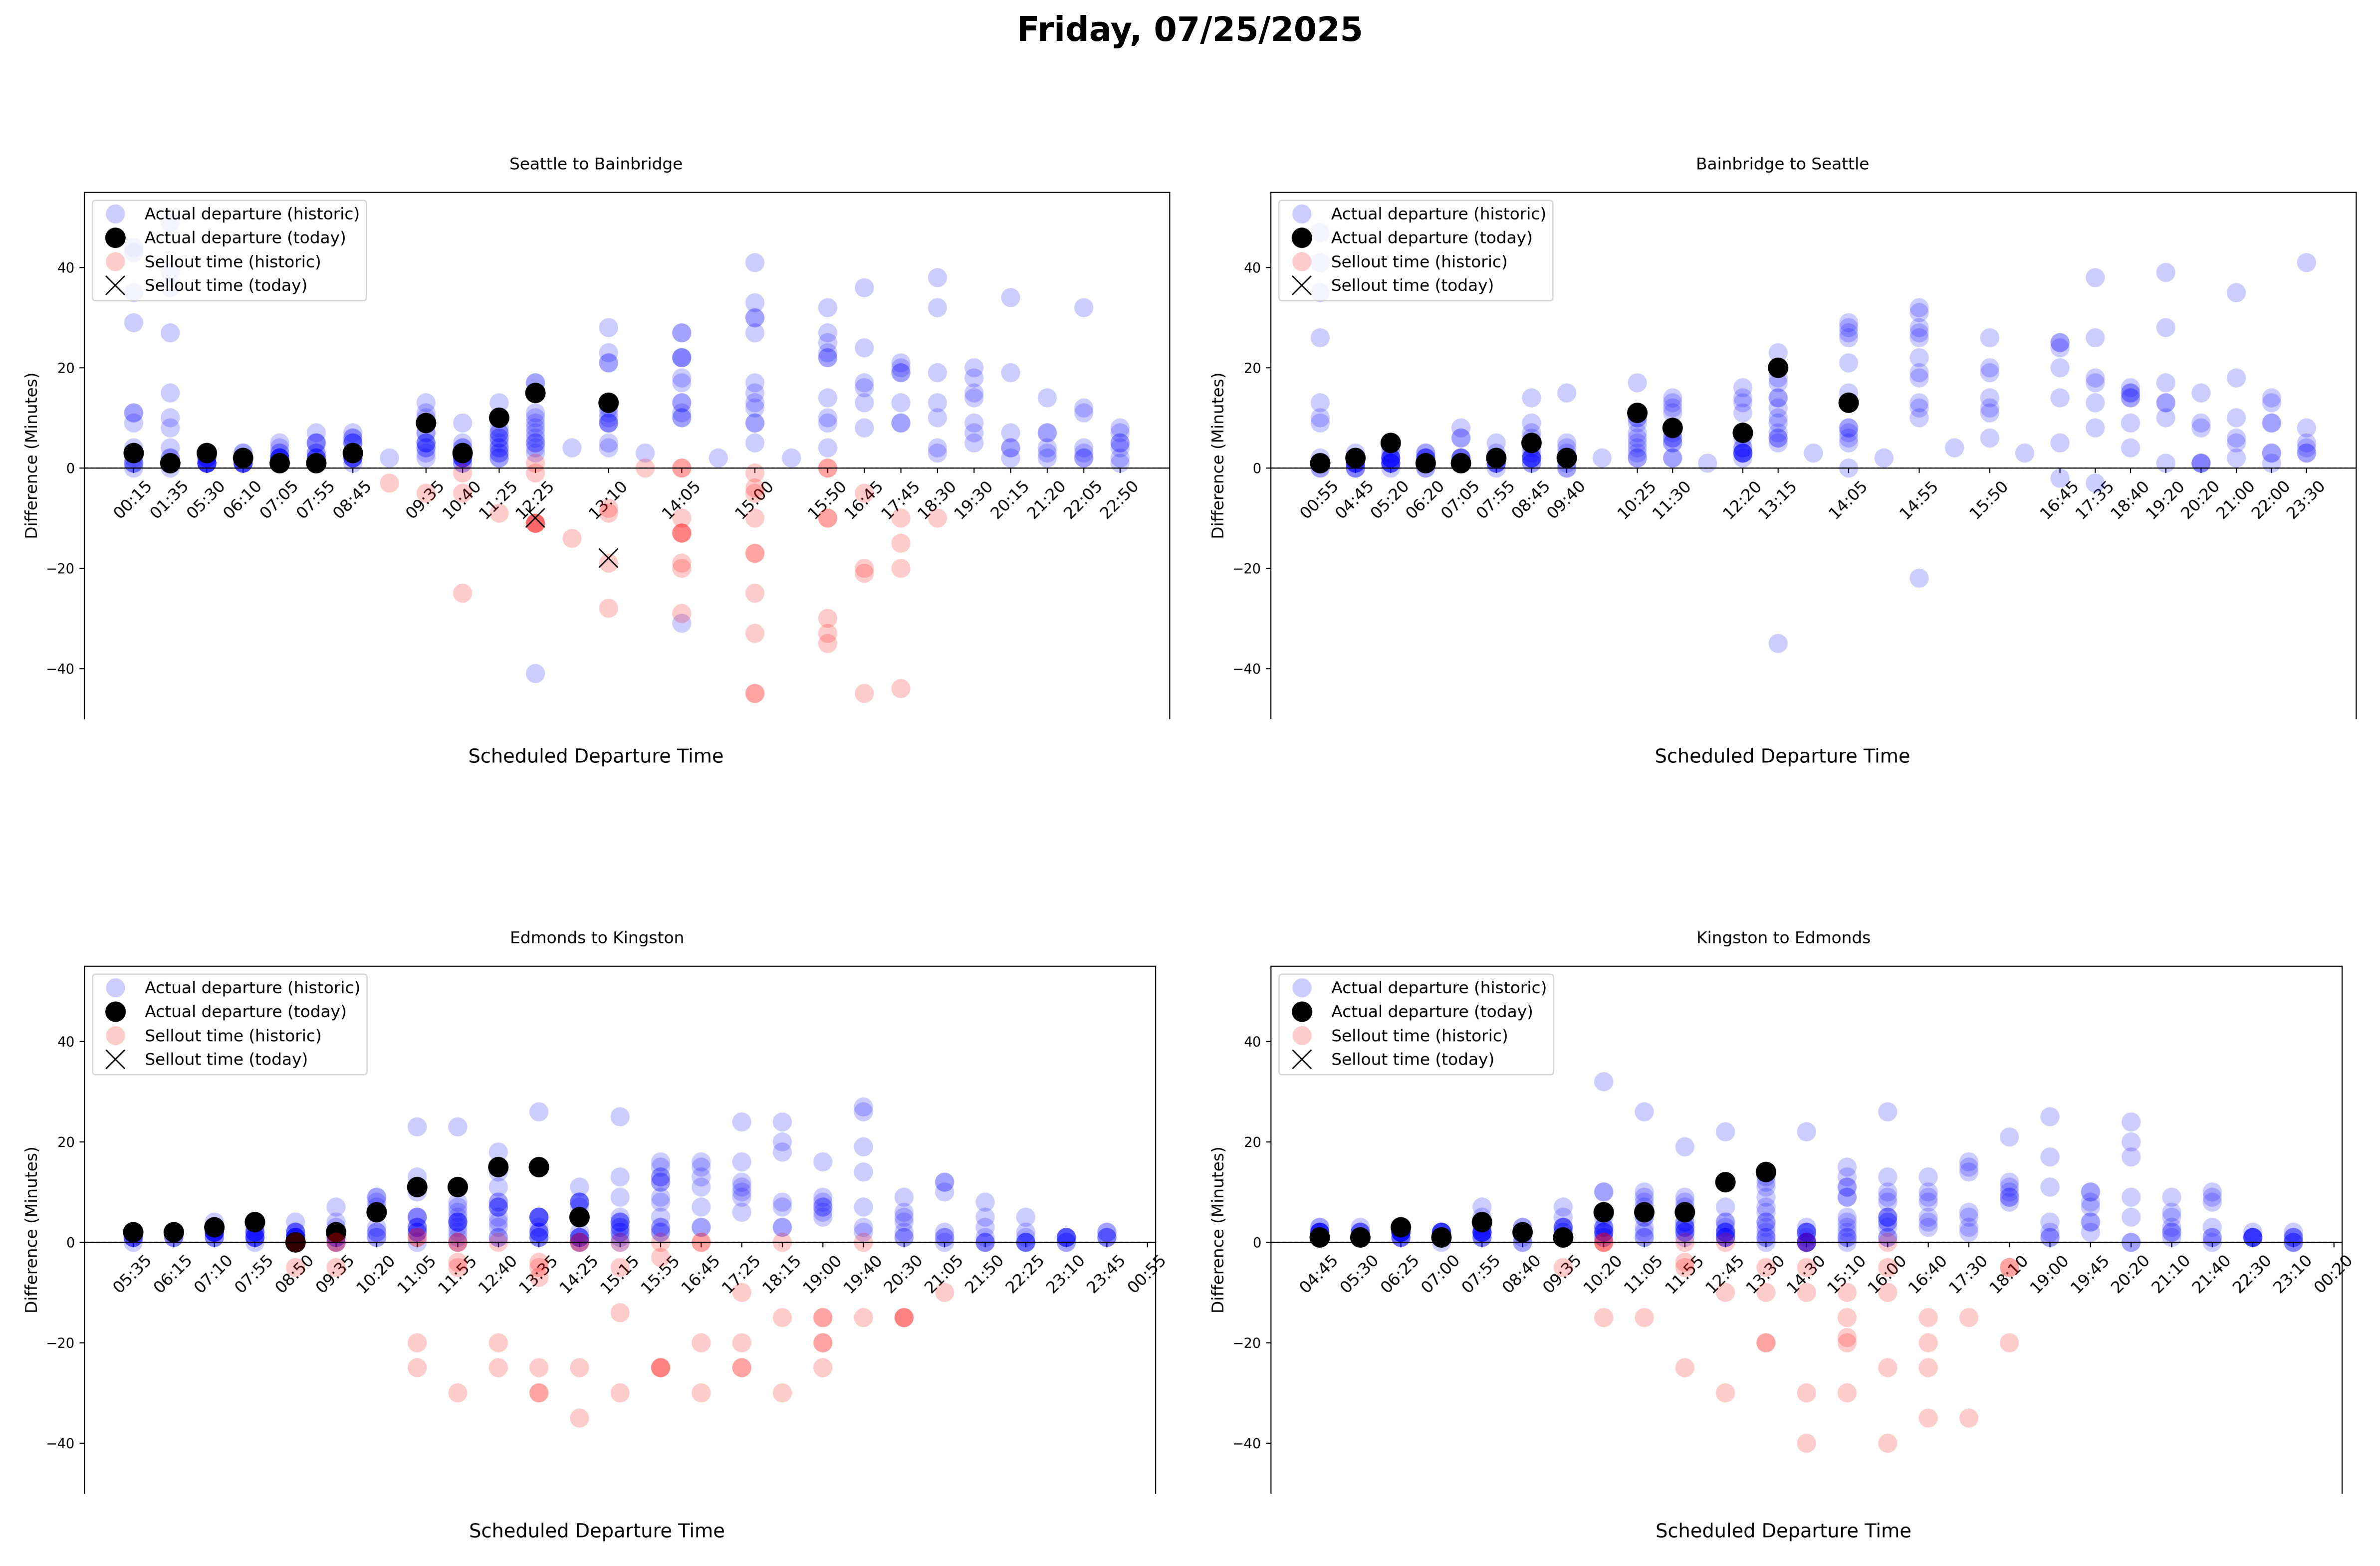 Friday, 07/25/2025
Seattle to Bainbridge
Actual departure (historic)
Actual departure (today)
Sellout time (historic)
Sellout time (today)
Difference (Minutes)
40
20
0
−20
−40
00:15 01:35 05:30 06:10 07:05 07:55 08:45 09:35 10:40 11:25 12:25 13:10 14:05 15:00 15:50 16:45 17:45 18:30 19:30 20:15 21:20 22:05 22:50
Scheduled Departure Time
Bainbridge to Seattle
Actual departure (historic)
Actual departure (today)
Sellout time (historic)
Sellout time (today)
Difference (Minutes)
40
20
0
−20
−40
00:55 04:45 05:20 06:20 07:05 07:55 08:45 09:40 10:25 11:30 12:20 13:15 14:05 14:55 15:50 16:45 17:35 18:40 19:20 20:20 21:00 22:00 23:30
Scheduled Departure Time
Edmonds to Kingston
Actual departure (historic)
Actual departure (today)
Sellout time (historic)
Sellout time (today)
Difference (Minutes)
40
20
0
−20
−40
05:35 06:15 07:10 07:55 08:50 09:35 10:20 11:05 11:55 12:40 13:35 14:25 15:15 15:55 16:45 17:25 18:15 19:00 19:40 20:30 21:05 21:50 22:25 23:10 23:45 00:55
Scheduled Departure Time
Kingston to Edmonds
Actual departure (historic)
Actual departure (today)
Sellout time (historic)
Sellout time (today)
Difference (Minutes)
40
20
0
−20
−40
04:45 05:30 06:25 07:00 07:55 08:40 09:35 10:20 11:05 11:55 12:45 13:30 14:30 15:10 16:00 16:40 17:30 18:10 19:00 19:45 20:20 21:10 21:40 22:30 23:10 00:20
Scheduled Departure Time